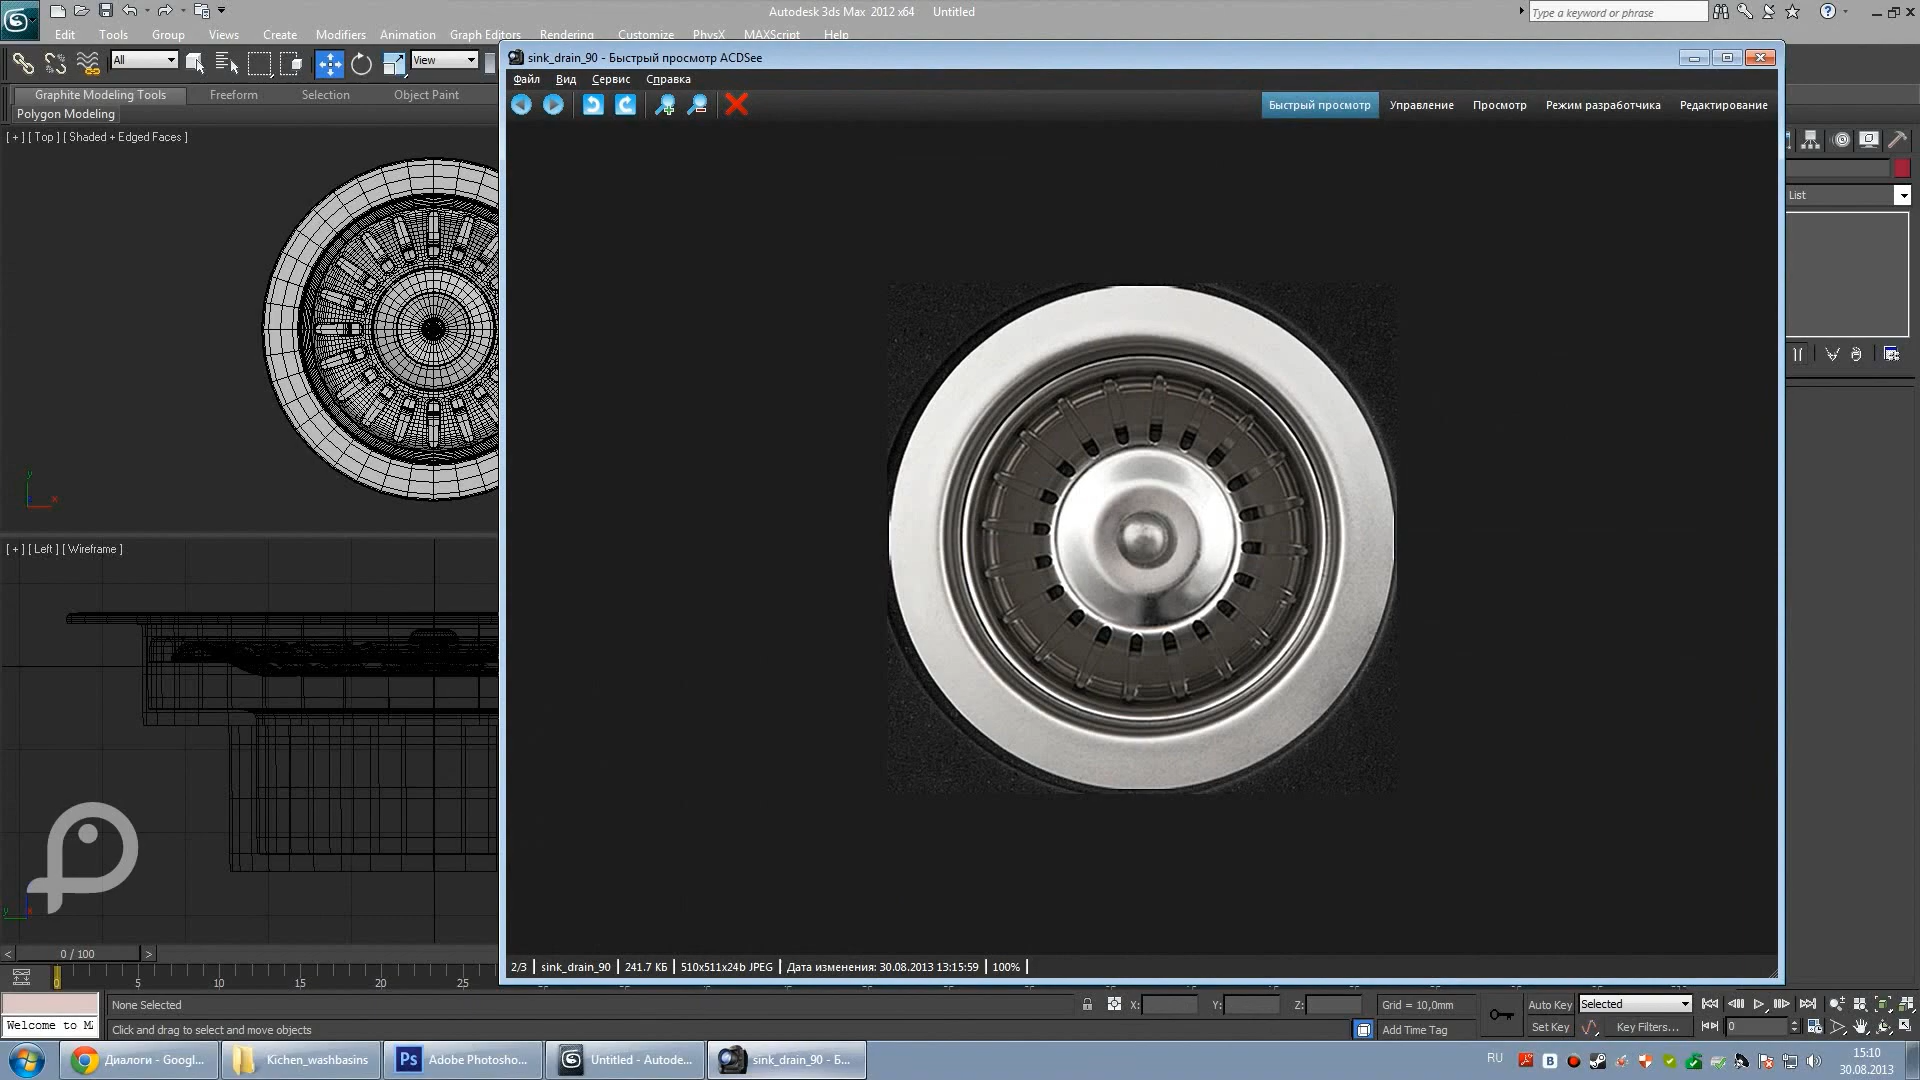 Autodesk 3ds Max 2012 x64 Untitled
Type a keyword or phrase
Edit Tools Group Views Create Modifiers Animation Graph Editors Rendering Customize PhysX MAXScript Help
All
View
sink_drain_90 - Быстрый просмотр ACDSee
Файл Вид Сервис Справка
Graphite Modeling Tools Freeform Selection Object Paint
Быстрый просмотр Управление Просмотр Режим разработчика Редактирование
Polygon Modeling
[ + ] [ Top ] [ Shaded + Edged Faces ]
List
[ + ] [ Left ] [ Wireframe ]
0 / 100
2/3 sink_drain_90 241.7 КБ 510x511x24b JPEG Дата изменения: 30.08.2013 13:15:59 100%
0 5 10 15 20 25
None Selected
X: Y: Z: Grid = 10,0mm Auto Key Selected
Welcome to M
Click and drag to select and move objects
Add Time Tag Set Key Key Filters... 0
Диалоги - Googl... Kichen_washbasins Adobe Photosho... Untitled - Autode... sink_drain_90 - Б...
RU
15:10
30.08.2013